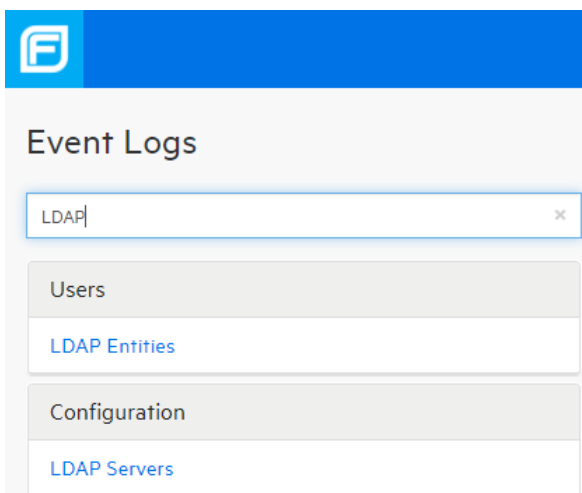 F
Event Logs
LDAP
Users
LDAP Entities
Configuration
LDAP Servers